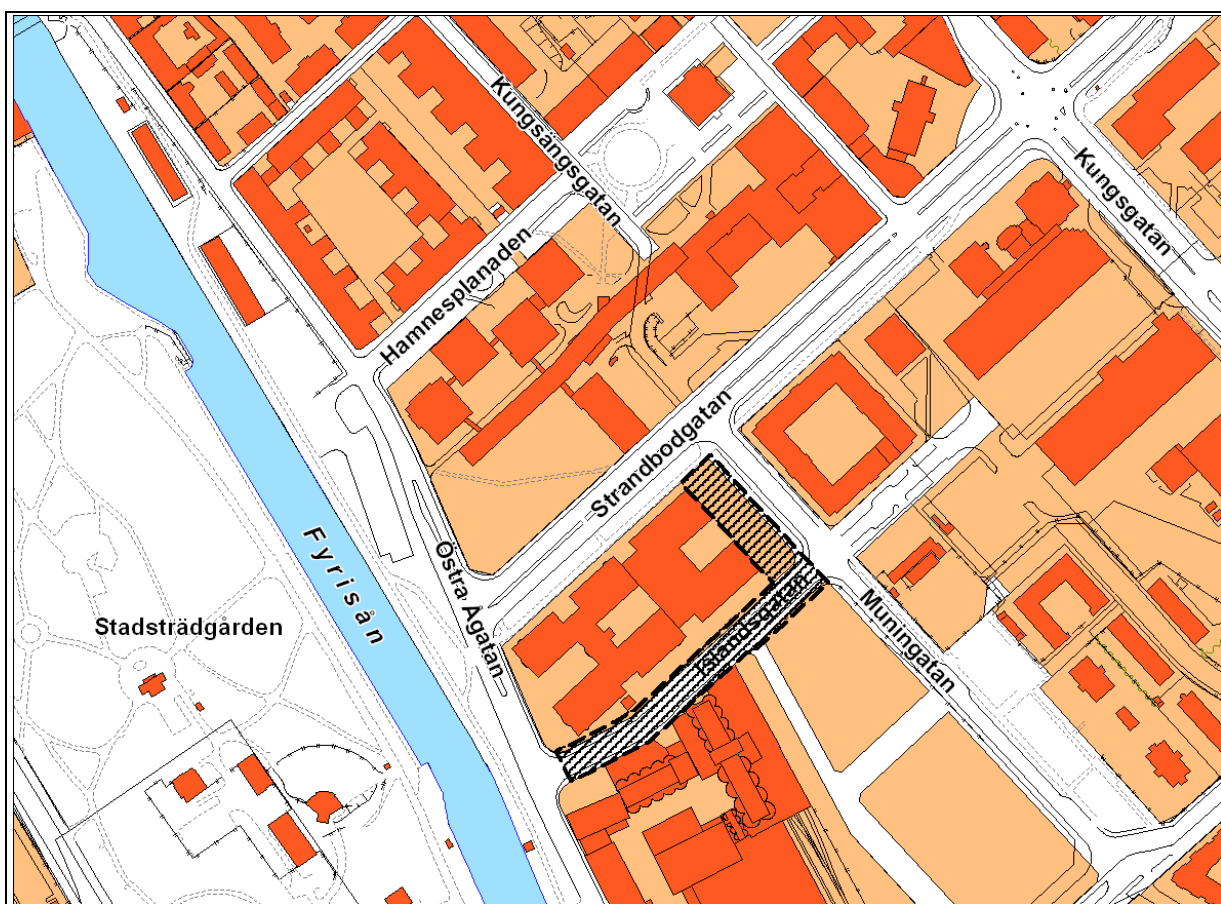 Kungsängsgatan
Kungsgatan
Hamnesplanaden
Strandbodgatan
Fyrisån
Östra Ågatan
Islandsgatan
Muningatan
Stadsträdgården